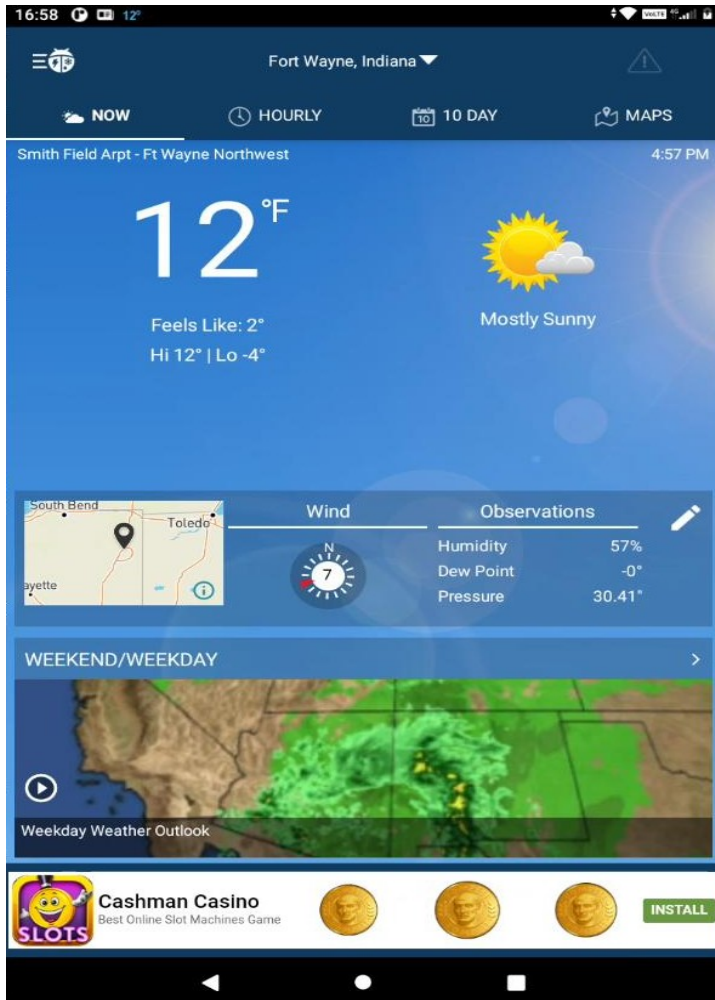 16:58 12°
VoLTE 4G
Fort Wayne, Indiana
NOW HOURLY 10 DAY MAPS
Smith Field Arpt - Ft Wayne Northwest 4:57 PM
12°F
Feels Like: 2°
Hi 12° | Lo -4°
Mostly Sunny
South Bend
Toledo
ayette
Wind
N
7
Observations
Humidity 57%
Dew Point -0°
Pressure 30.41"
WEEKEND/WEEKDAY
Weekday Weather Outlook
SLOTS
Cashman Casino
Best Online Slot Machines Game
INSTALL